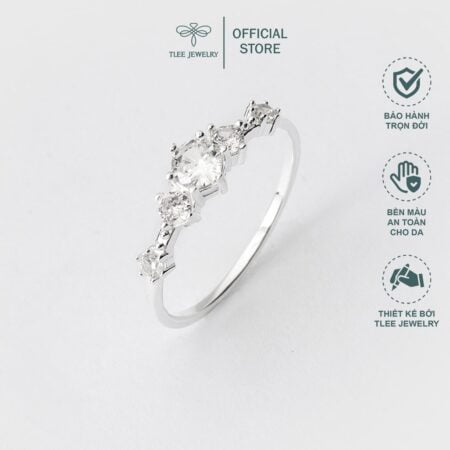 TLEE JEWELRY
OFFICIAL
STORE
BẢO HÀNH
TRỌN ĐỜI
BỀN MÀU
AN TOÀN
CHO DA
THIẾT KẾ BỞI
TLEE JEWELRY